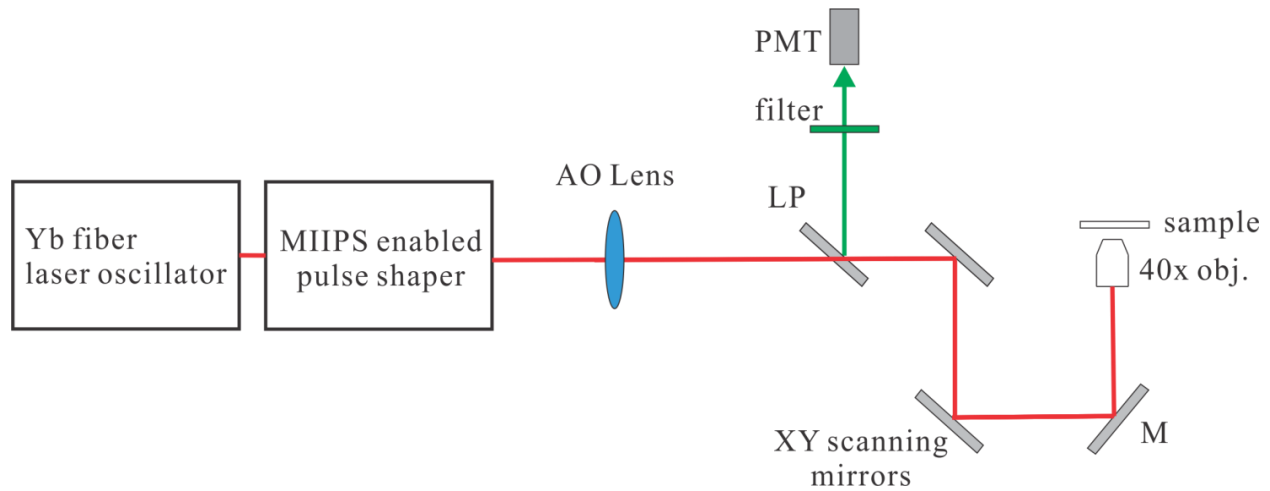 PMT
filter
AO Lens
LP
sample
40x obj.
Yb fiber
laser oscillator
MIIPS enabled
pulse shaper
XY scanning
mirrors
M